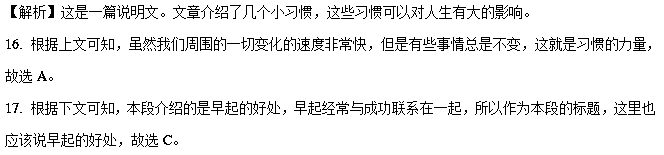 【解析】这是一篇说明文。文章介绍了几个小习惯，这些习惯可以对人生有大的影响。
16. 根据上文可知，虽然我们周围的一切变化的速度非常快，但是有些事情总是不变，这就是习惯的力量，
故选 A。
17. 根据下文可知，本段介绍的是早起的好处，早起经常与成功联系在一起，所以作为本段的标题，这里也
应该说早起的好处，故选 C。